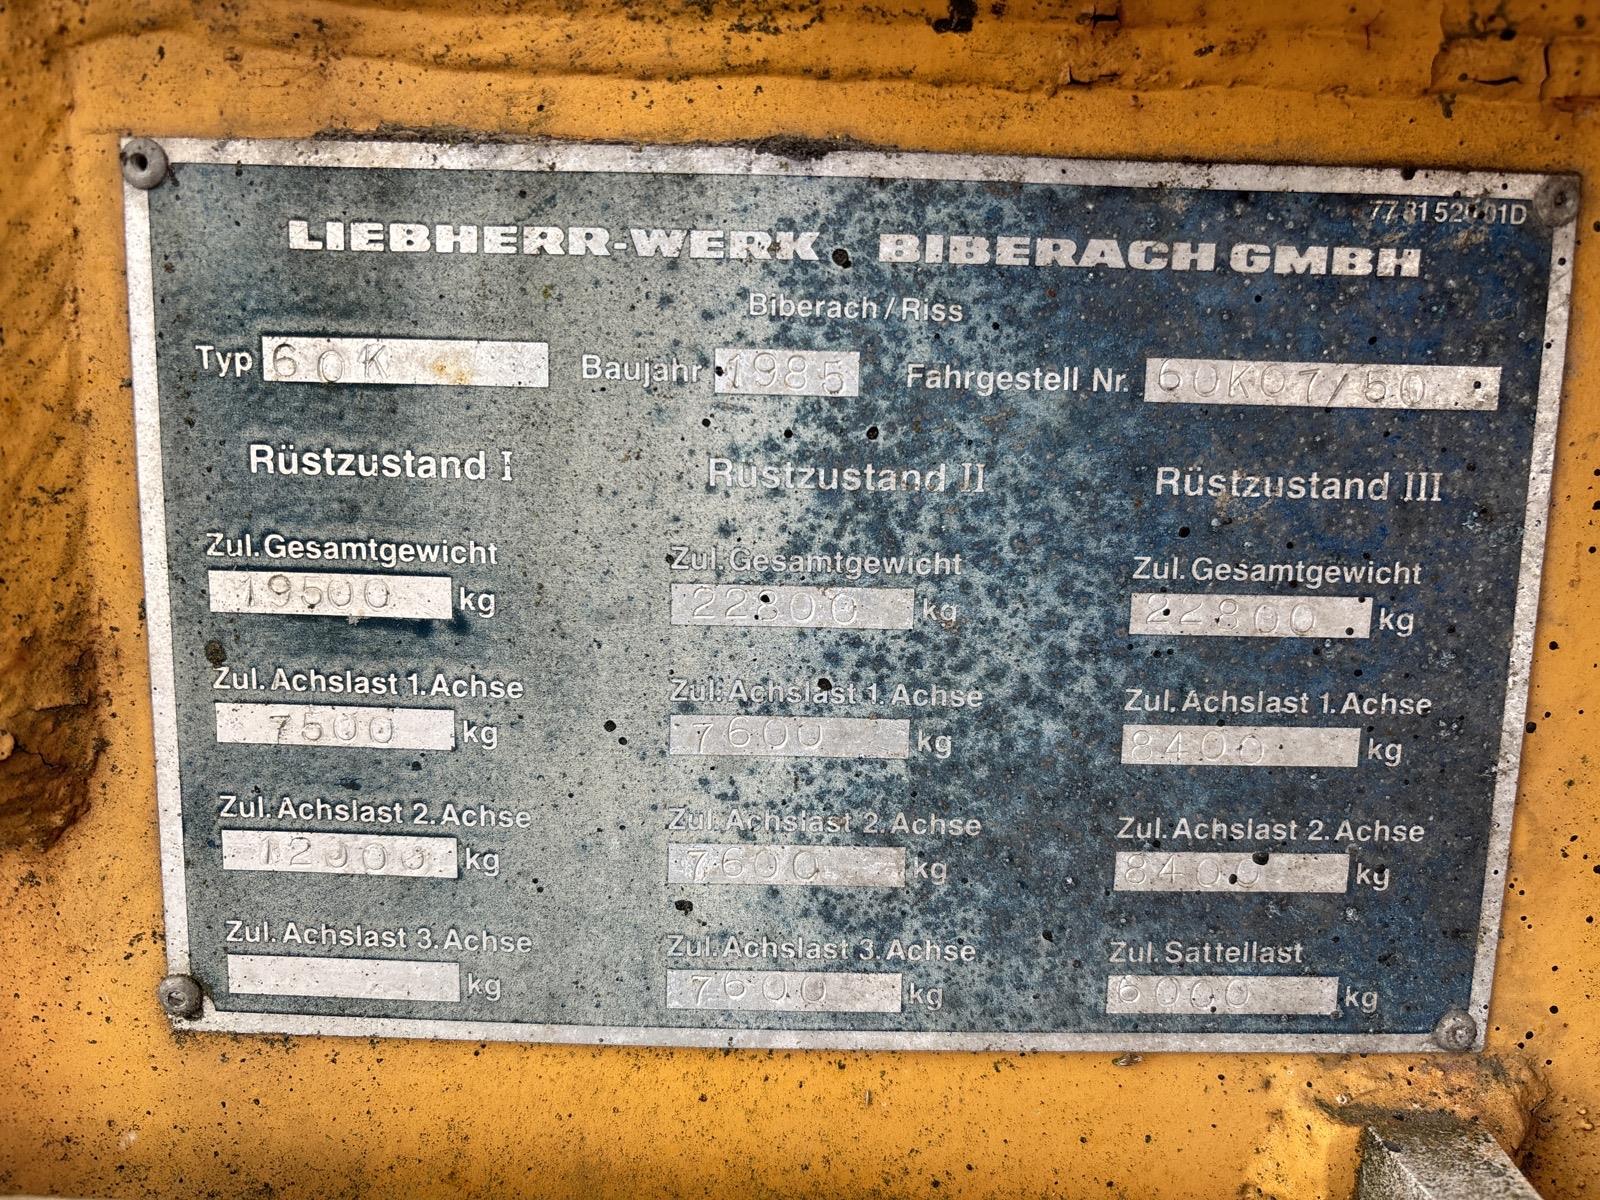 77 81 520 01D
LIEBHERR-WERK BIBERACH GMBH
Biberach/Riss
Typ 60K Baujahr 1985 Fahrgestell Nr. 60K07/50
Rüstzustand I Rüstzustand II Rüstzustand III
Zul. Gesamtgewicht Zul. Gesamtgewicht Zul. Gesamtgewicht
19500 kg 22800 kg 22800 kg
Zul. Achslast 1. Achse Zul. Achslast 1. Achse Zul. Achslast 1. Achse
7500 kg 7600 kg 8400 kg
Zul. Achslast 2. Achse Zul. Achslast 2. Achse Zul. Achslast 2. Achse
12000 kg 7600 kg 8400 kg
Zul. Achslast 3. Achse Zul. Achslast 3. Achse Zul. Sattellast
kg 7600 kg 6000 kg